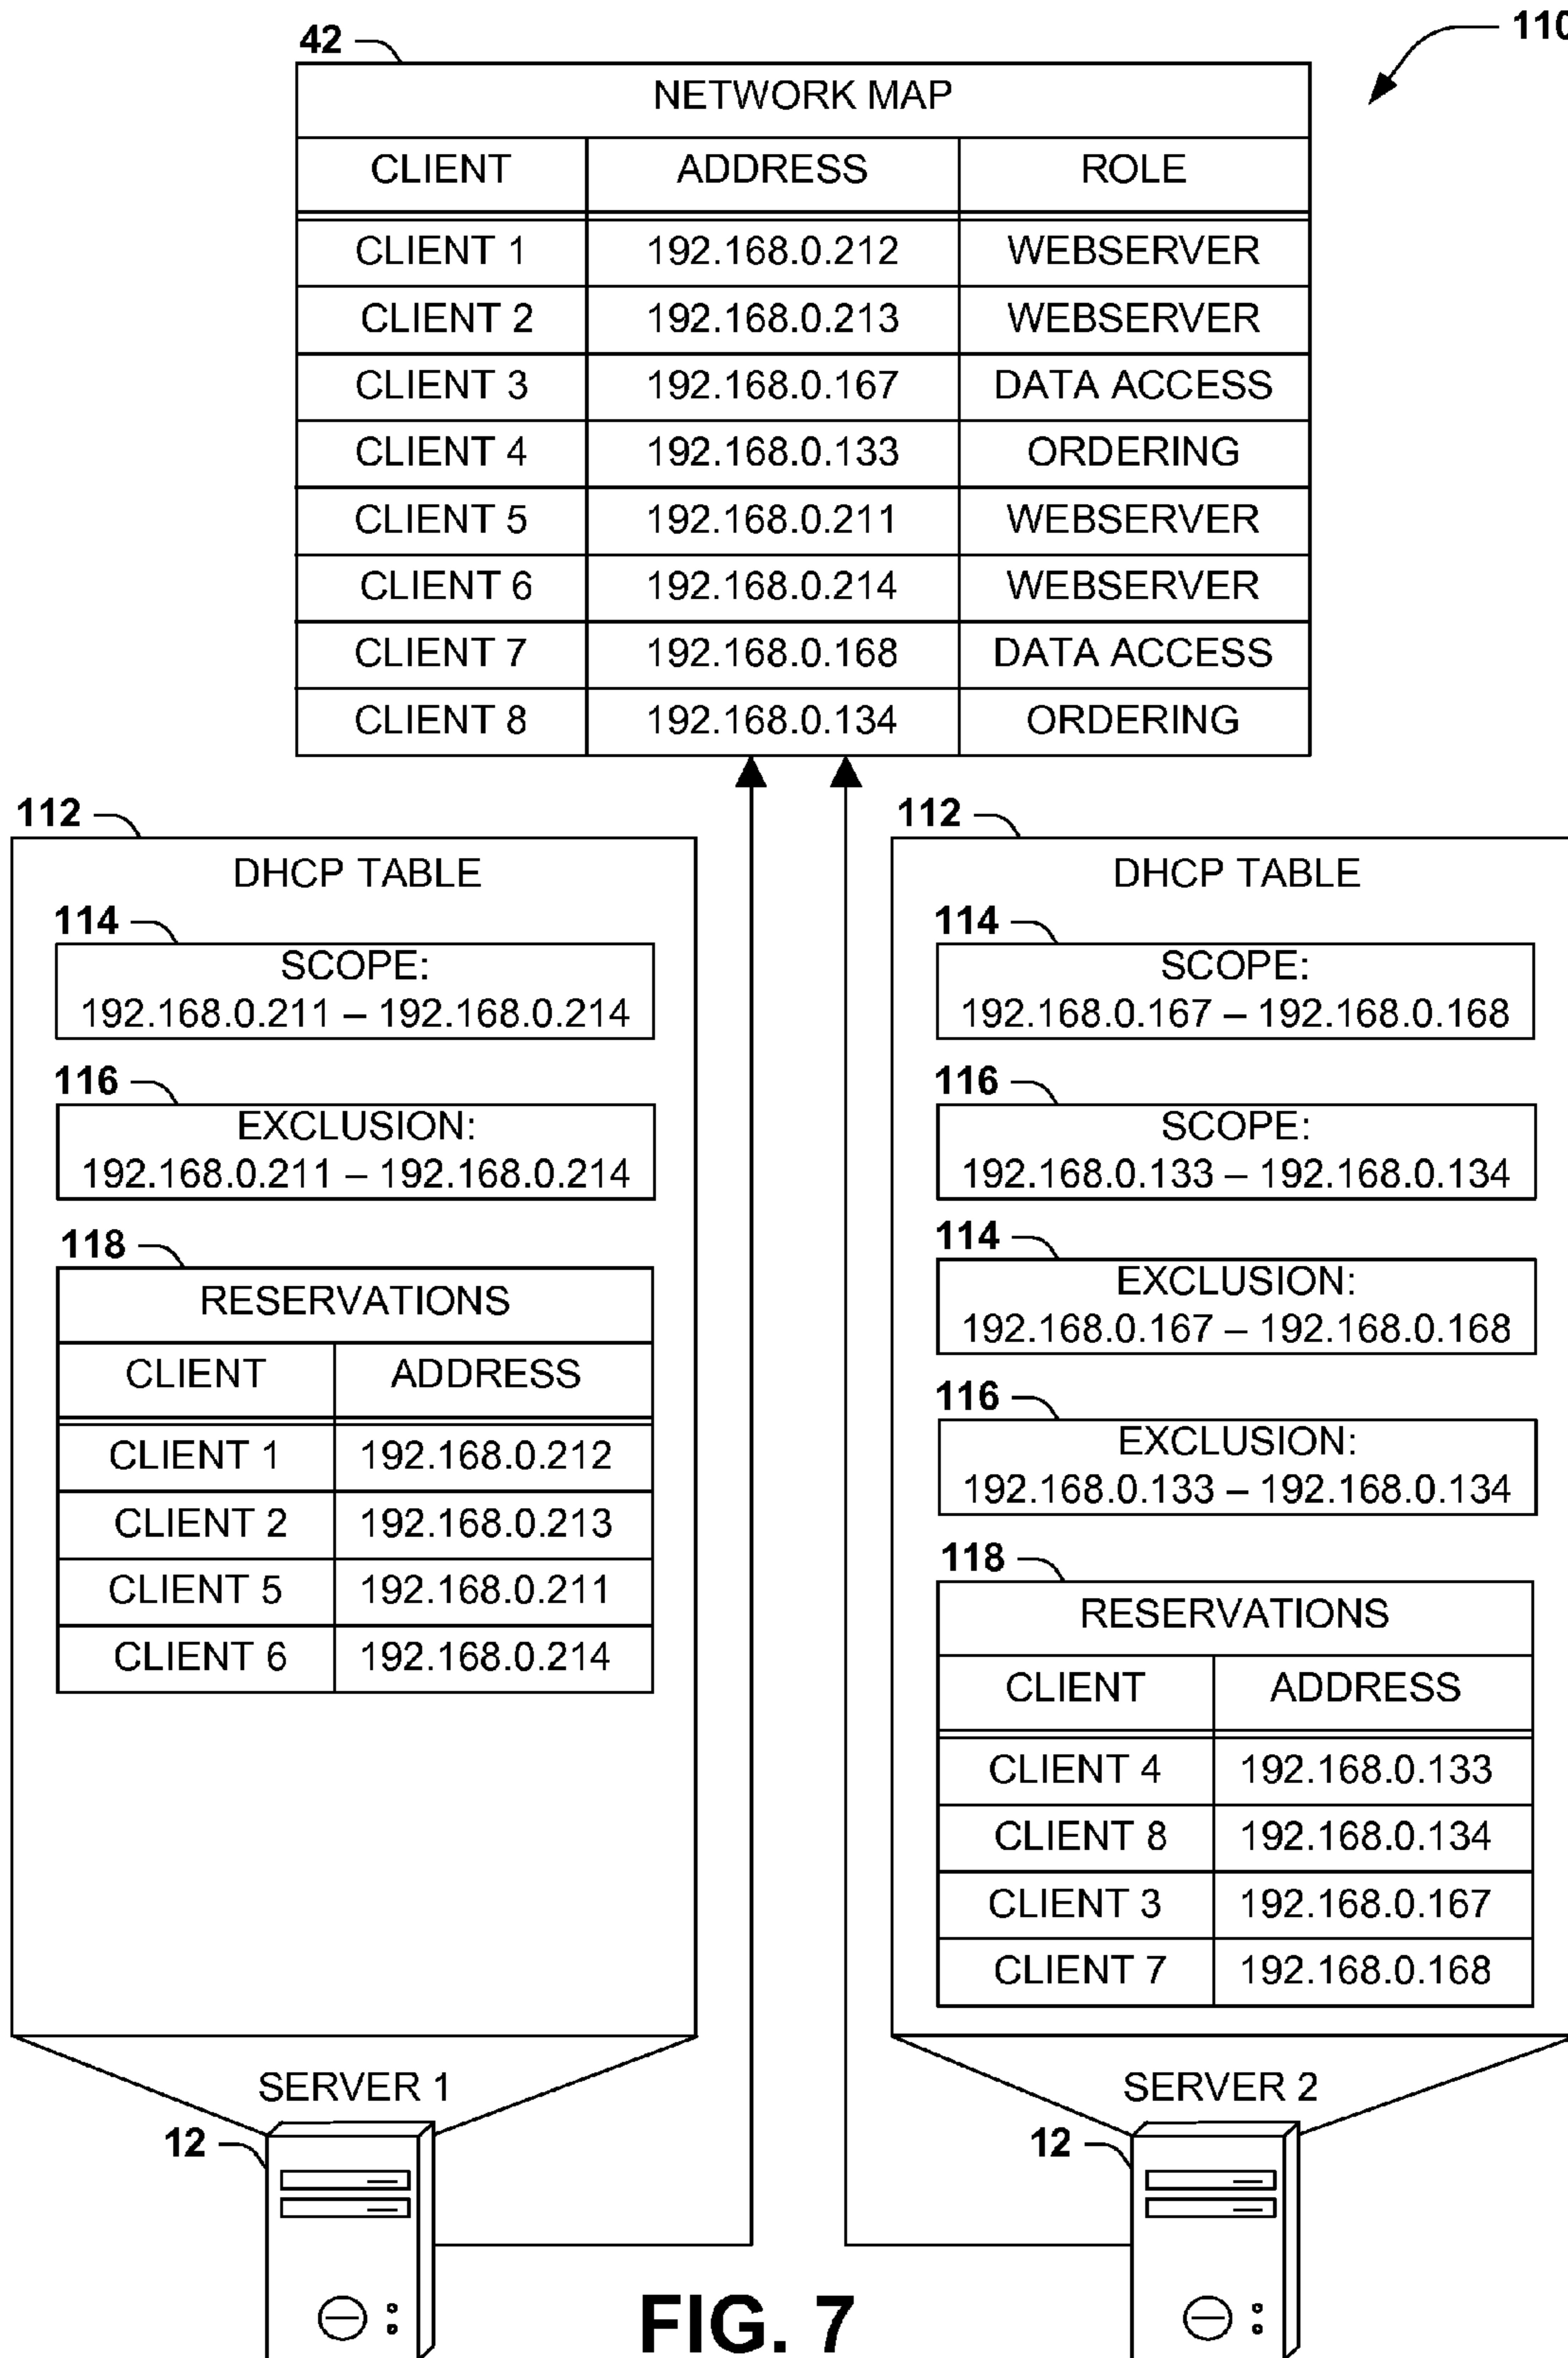 42
110
NETWORK MAP
CLIENT ADDRESS ROLE
CLIENT 1 192.168.0.212 WEBSERVER
CLIENT 2 192.168.0.213 WEBSERVER
CLIENT 3 192.168.0.167 DATA ACCESS
CLIENT 4 192.168.0.133 ORDERING
CLIENT 5 192.168.0.211 WEBSERVER
CLIENT 6 192.168.0.214 WEBSERVER
CLIENT 7 192.168.0.168 DATA ACCESS
CLIENT 8 192.168.0.134 ORDERING
112
DHCP TABLE
114
SCOPE:
192.168.0.211 – 192.168.0.214
116
EXCLUSION:
192.168.0.211 – 192.168.0.214
118
RESERVATIONS
CLIENT ADDRESS
CLIENT 1 192.168.0.212
CLIENT 2 192.168.0.213
CLIENT 5 192.168.0.211
CLIENT 6 192.168.0.214
SERVER 1
12
112
DHCP TABLE
114
SCOPE:
192.168.0.167 – 192.168.0.168
116
SCOPE:
192.168.0.133 – 192.168.0.134
114
EXCLUSION:
192.168.0.167 – 192.168.0.168
116
EXCLUSION:
192.168.0.133 – 192.168.0.134
118
RESERVATIONS
CLIENT ADDRESS
CLIENT 4 192.168.0.133
CLIENT 8 192.168.0.134
CLIENT 3 192.168.0.167
CLIENT 7 192.168.0.168
SERVER 2
12
FIG. 7